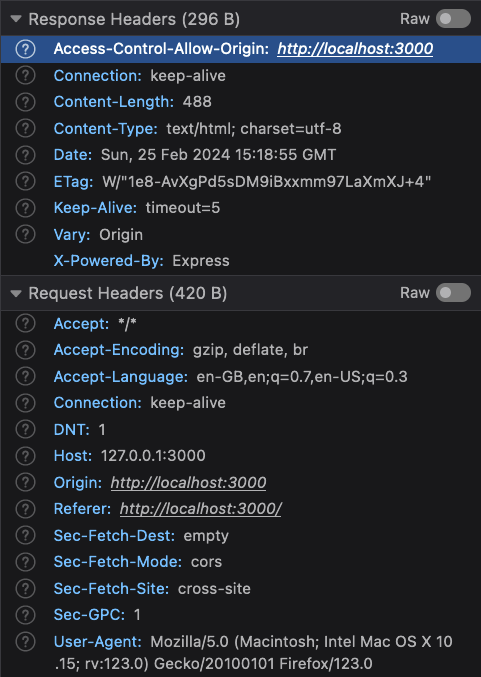 Response Headers (296 B) Raw
? Access-Control-Allow-Origin: http://localhost:3000
? Connection: keep-alive
? Content-Length: 488
? Content-Type: text/html; charset=utf-8
? Date: Sun, 25 Feb 2024 15:18:55 GMT
? ETag: W/"1e8-AvXgPd5sDM9iBxxmm97LaXmXJ+4"
? Keep-Alive: timeout=5
? Vary: Origin
X-Powered-By: Express
Request Headers (420 B) Raw
? Accept: */*
? Accept-Encoding: gzip, deflate, br
? Accept-Language: en-GB,en;q=0.7,en-US;q=0.3
? Connection: keep-alive
? DNT: 1
? Host: 127.0.0.1:3000
? Origin: http://localhost:3000
? Referer: http://localhost:3000/
? Sec-Fetch-Dest: empty
? Sec-Fetch-Mode: cors
? Sec-Fetch-Site: cross-site
? Sec-GPC: 1
? User-Agent: Mozilla/5.0 (Macintosh; Intel Mac OS X 10
.15; rv:123.0) Gecko/20100101 Firefox/123.0